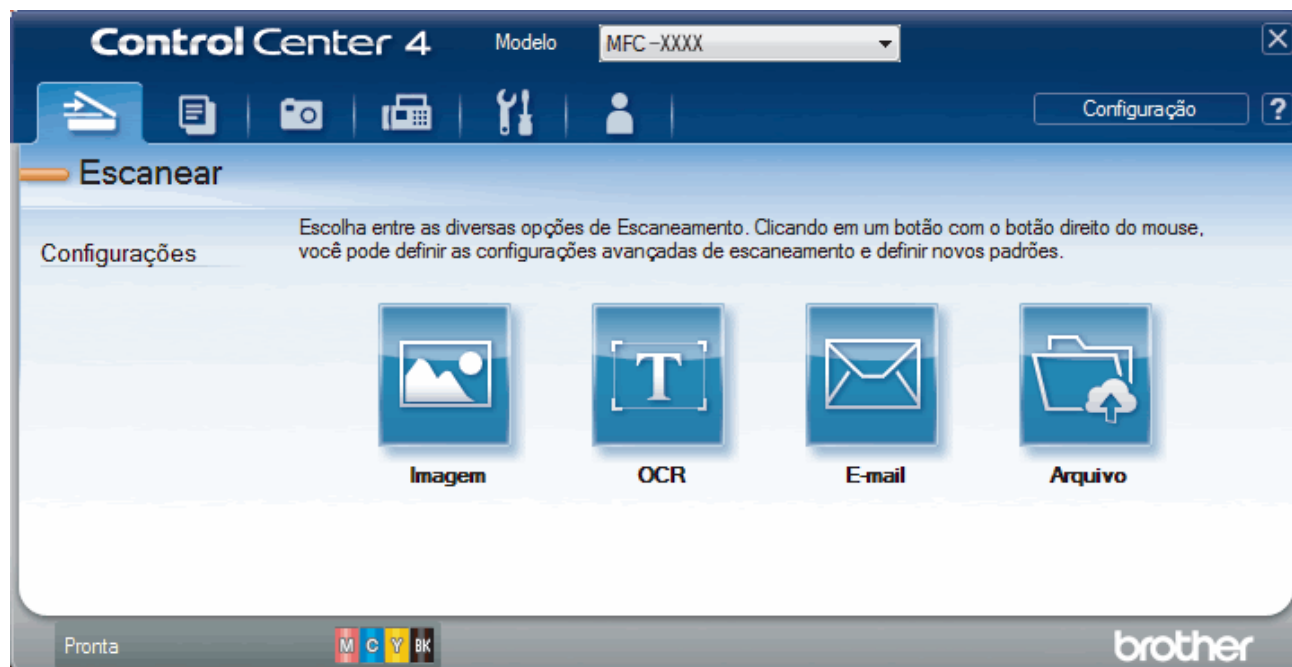 Control Center 4 Modelo MFC-XXXX
Configuração ?
Escanear
Configurações
Escolha entre as diversas opções de Escaneamento. Clicando em um botão com o botão direito do mouse,
você pode definir as configurações avançadas de escaneamento e definir novos padrões.
T
Imagem OCR E-mail Arquivo
Pronta M C Y BK brother